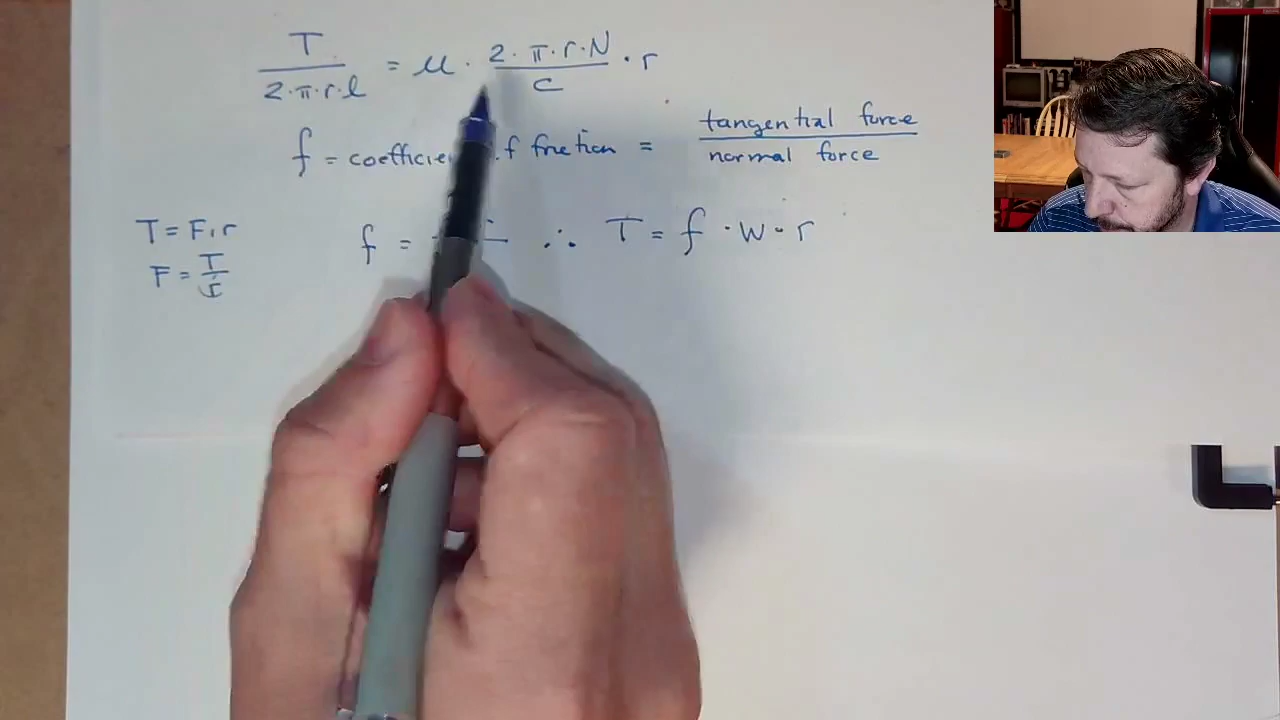 T / 2·π·r·l = μ · 2·π·r·N / c · r
f = coefficie f friction = tangential force / normal force
T = F·r
f = ∴ T = f · W · r
F = T / r